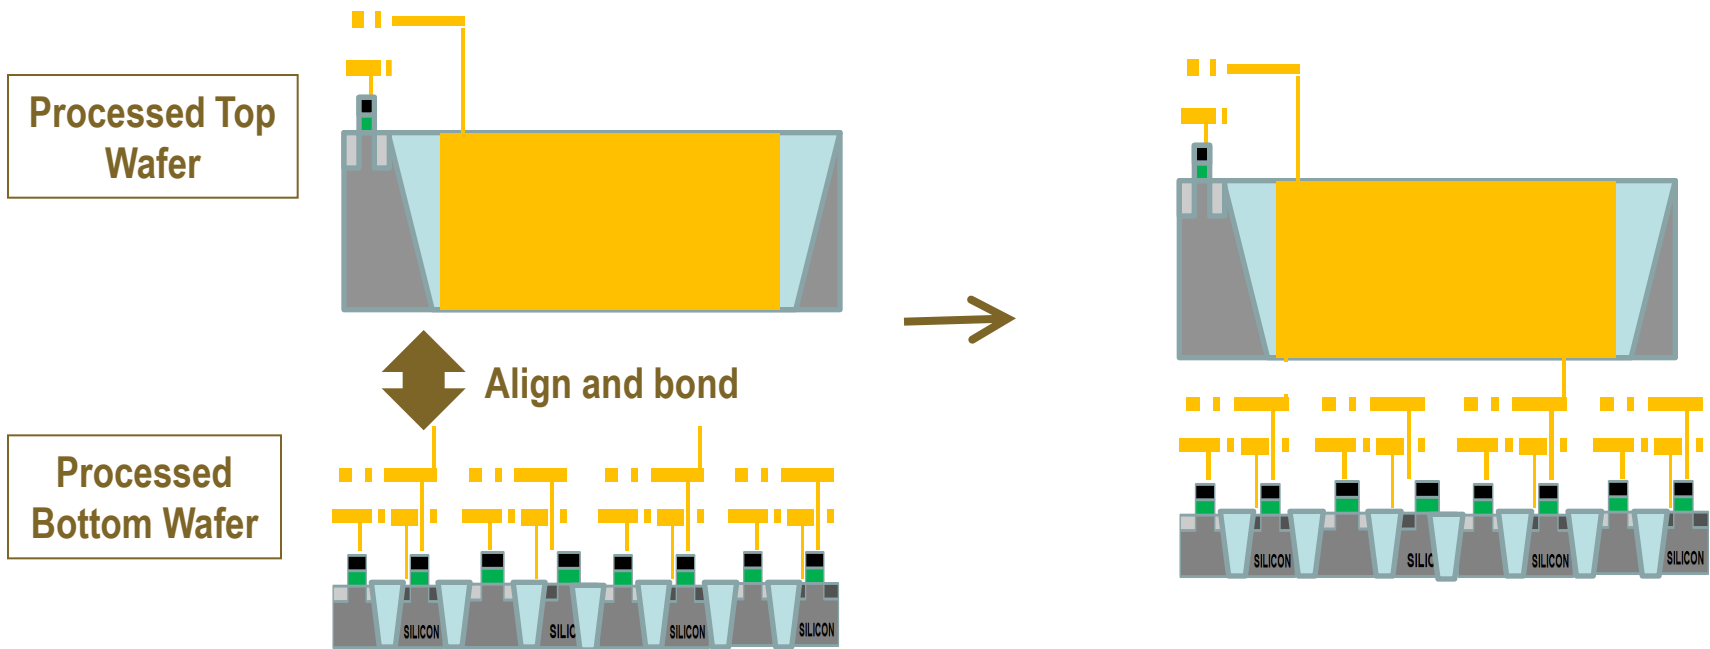 Processed Top
Wafer
Align and bond
Processed
Bottom Wafer
SILICON
SILIC
SILICON
SILICON
SILICON
SILIC
SILICON
SILICON